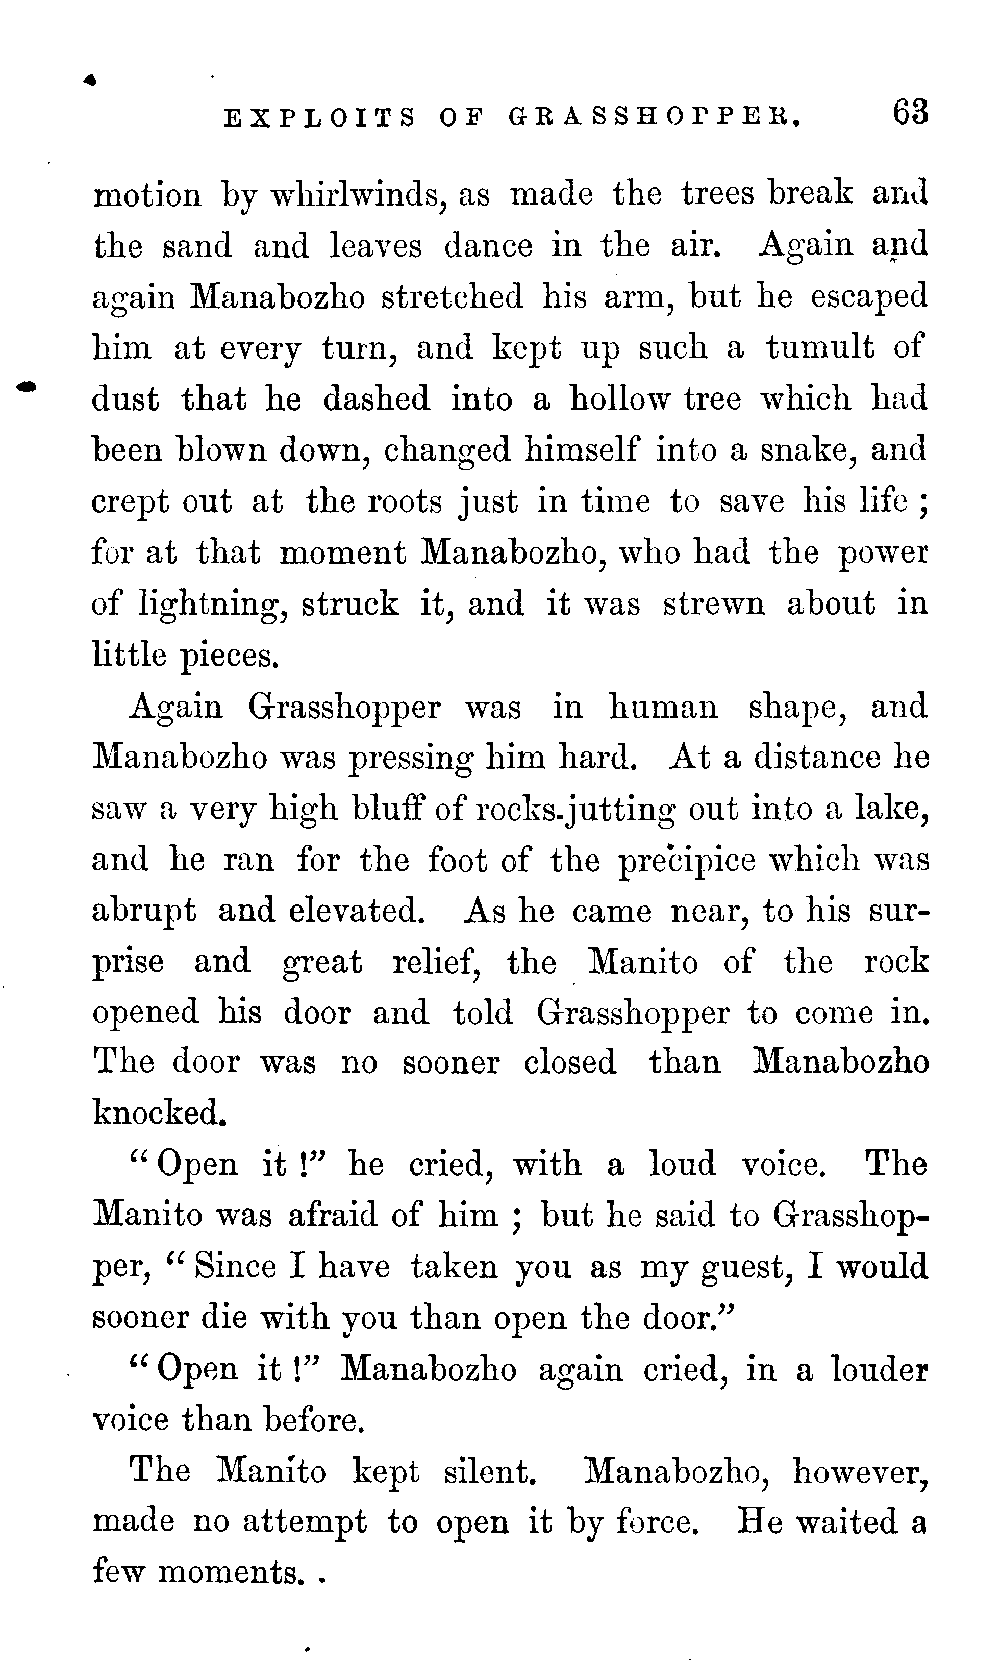 EXPLOITS OF GRASSHOPPER. 63
motion by whirlwinds, as made the trees break and
the sand and leaves dance in the air. Again and
again Manabozho stretched his arm, but he escaped
him at every turn, and kept up such a tumult of
dust that he dashed into a hollow tree which had
been blown down, changed himself into a snake, and
crept out at the roots just in time to save his life ;
for at that moment Manabozho, who had the power
of lightning, struck it, and it was strewn about in
little pieces.
Again Grasshopper was in human shape, and
Manabozho was pressing him hard. At a distance he
saw a very high bluff of rocks jutting out into a lake,
and he ran for the foot of the precipice which was
abrupt and elevated. As he came near, to his sur-
prise and great relief, the Manito of the rock
opened his door and told Grasshopper to come in.
The door was no sooner closed than Manabozho
knocked.
“ Open it !” he cried, with a loud voice. The
Manito was afraid of him ; but he said to Grasshop-
per, “ Since I have taken you as my guest, I would
sooner die with you than open the door.”
“ Open it !” Manabozho again cried, in a louder
voice than before.
The Manito kept silent. Manabozho, however,
made no attempt to open it by force. He waited a
few moments.